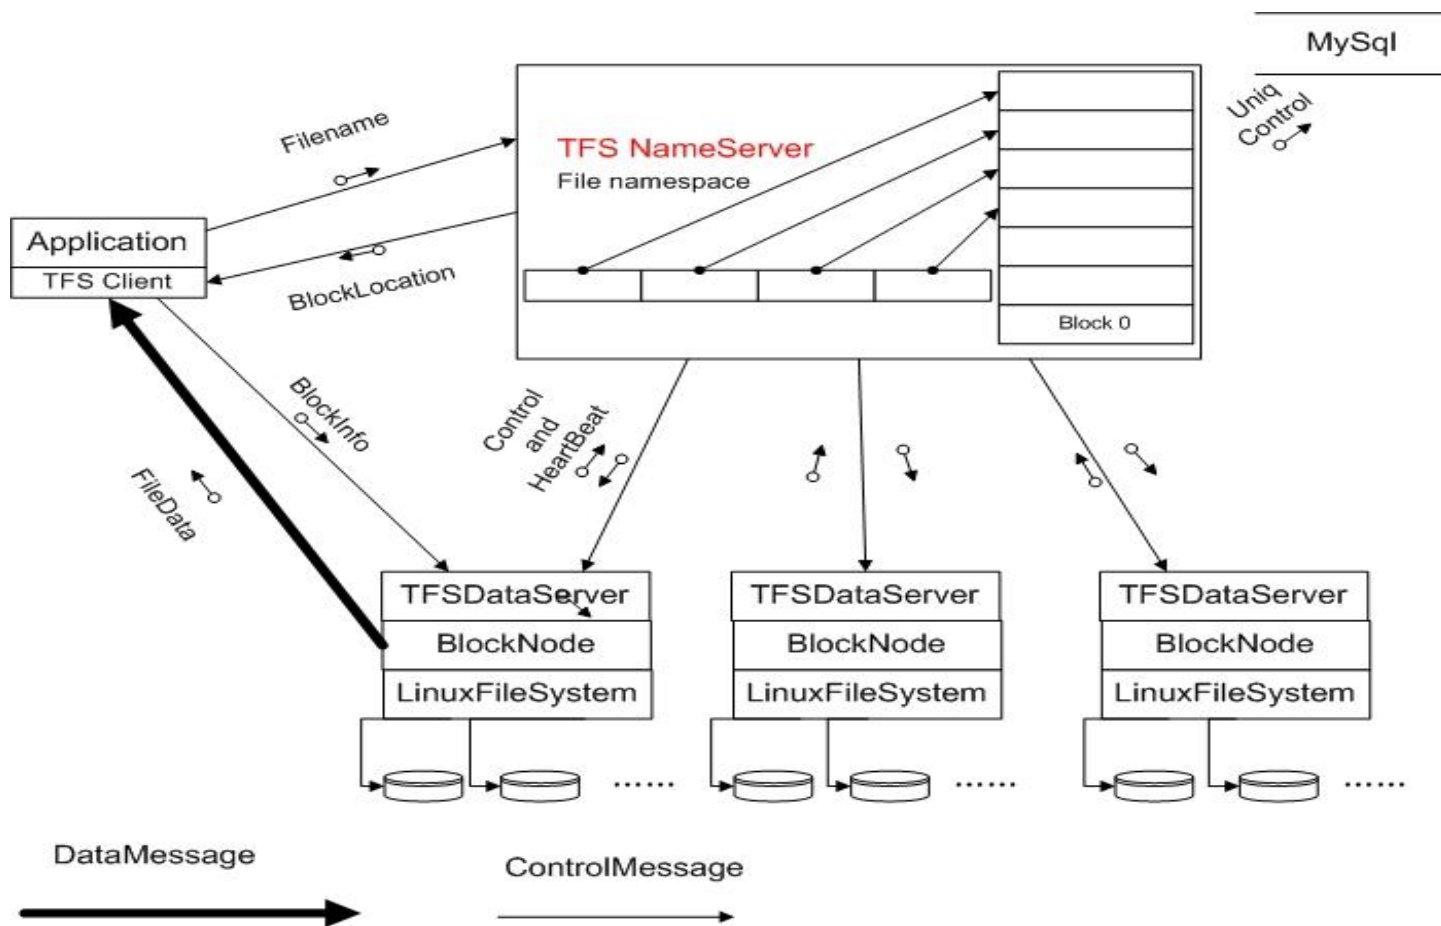 MySql
Uniq
Control
Filename
TFS NameServer
File namespace
Application
TFS Client
BlockLocation
Block 0
BlockInfo
FileData
Control
and
HeartBeat
TFSDataServer
TFSDataServer
TFSDataServer
BlockNode
BlockNode
BlockNode
LinuxFileSystem
LinuxFileSystem
LinuxFileSystem
......
......
......
DataMessage
ControlMessage